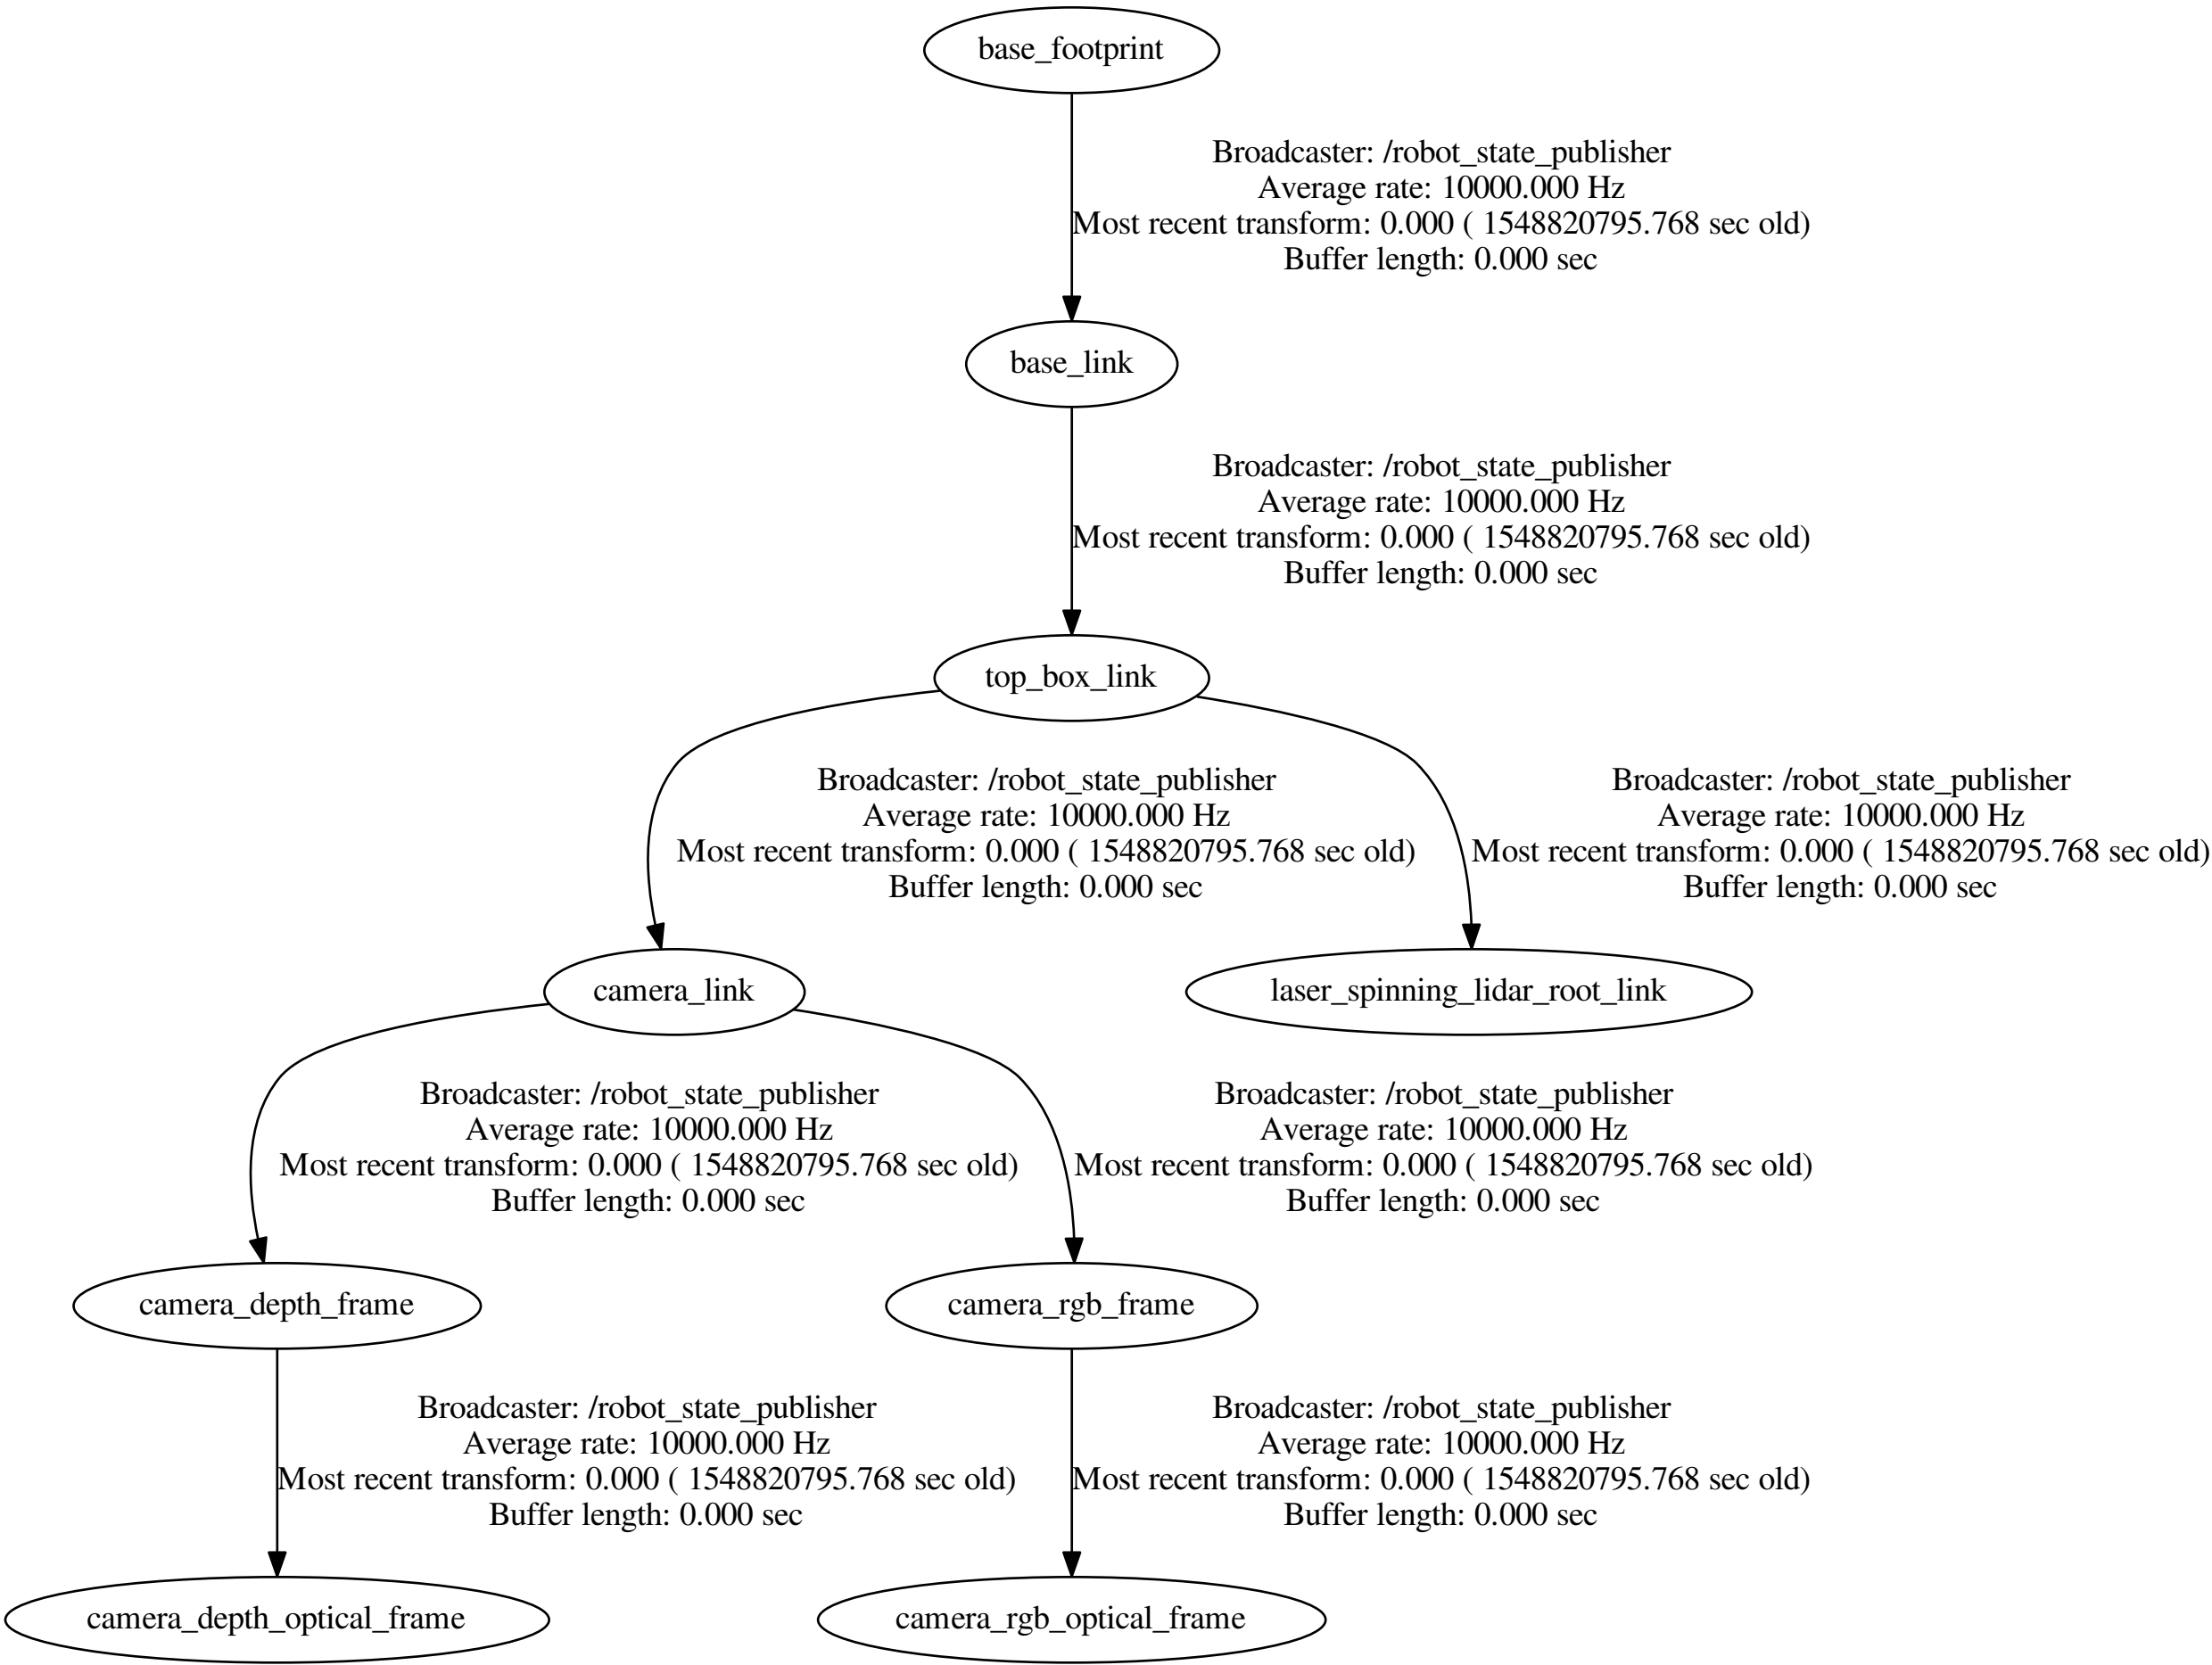 base_footprint
Broadcaster: /robot_state_publisher
Average rate: 10000.000 Hz
Most recent transform: 0.000 ( 1548820795.768 sec old)
Buffer length: 0.000 sec
base_link
Broadcaster: /robot_state_publisher
Average rate: 10000.000 Hz
Most recent transform: 0.000 ( 1548820795.768 sec old)
Buffer length: 0.000 sec
top_box_link
Broadcaster: /robot_state_publisher
Average rate: 10000.000 Hz
Most recent transform: 0.000 ( 1548820795.768 sec old)
Buffer length: 0.000 sec
Broadcaster: /robot_state_publisher
Average rate: 10000.000 Hz
Most recent transform: 0.000 ( 1548820795.768 sec old)
Buffer length: 0.000 sec
camera_link
laser_spinning_lidar_root_link
Broadcaster: /robot_state_publisher
Average rate: 10000.000 Hz
Most recent transform: 0.000 ( 1548820795.768 sec old)
Buffer length: 0.000 sec
Broadcaster: /robot_state_publisher
Average rate: 10000.000 Hz
Most recent transform: 0.000 ( 1548820795.768 sec old)
Buffer length: 0.000 sec
camera_depth_frame
camera_rgb_frame
Broadcaster: /robot_state_publisher
Average rate: 10000.000 Hz
Most recent transform: 0.000 ( 1548820795.768 sec old)
Buffer length: 0.000 sec
Broadcaster: /robot_state_publisher
Average rate: 10000.000 Hz
Most recent transform: 0.000 ( 1548820795.768 sec old)
Buffer length: 0.000 sec
camera_depth_optical_frame
camera_rgb_optical_frame